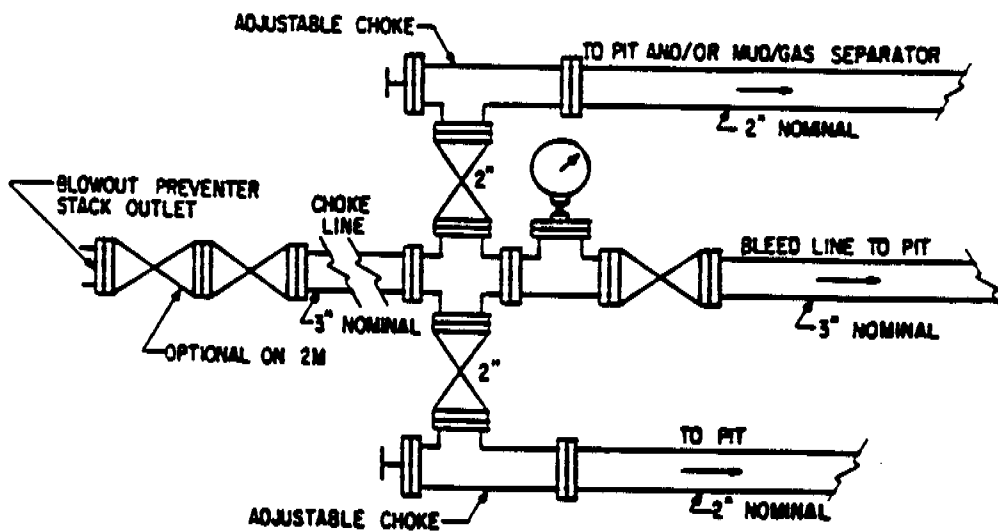 ADJUSTABLE CHOKE
TO PIT AND/OR MUD/GAS SEPARATOR
2" NOMINAL
2"
BLOWOUT PREVENTER
STACK OUTLET
CHOKE
LINE
BLEED LINE TO PIT
3" NOMINAL
3" NOMINAL
OPTIONAL ON 2M
2"
TO PIT
2" NOMINAL
ADJUSTABLE CHOKE